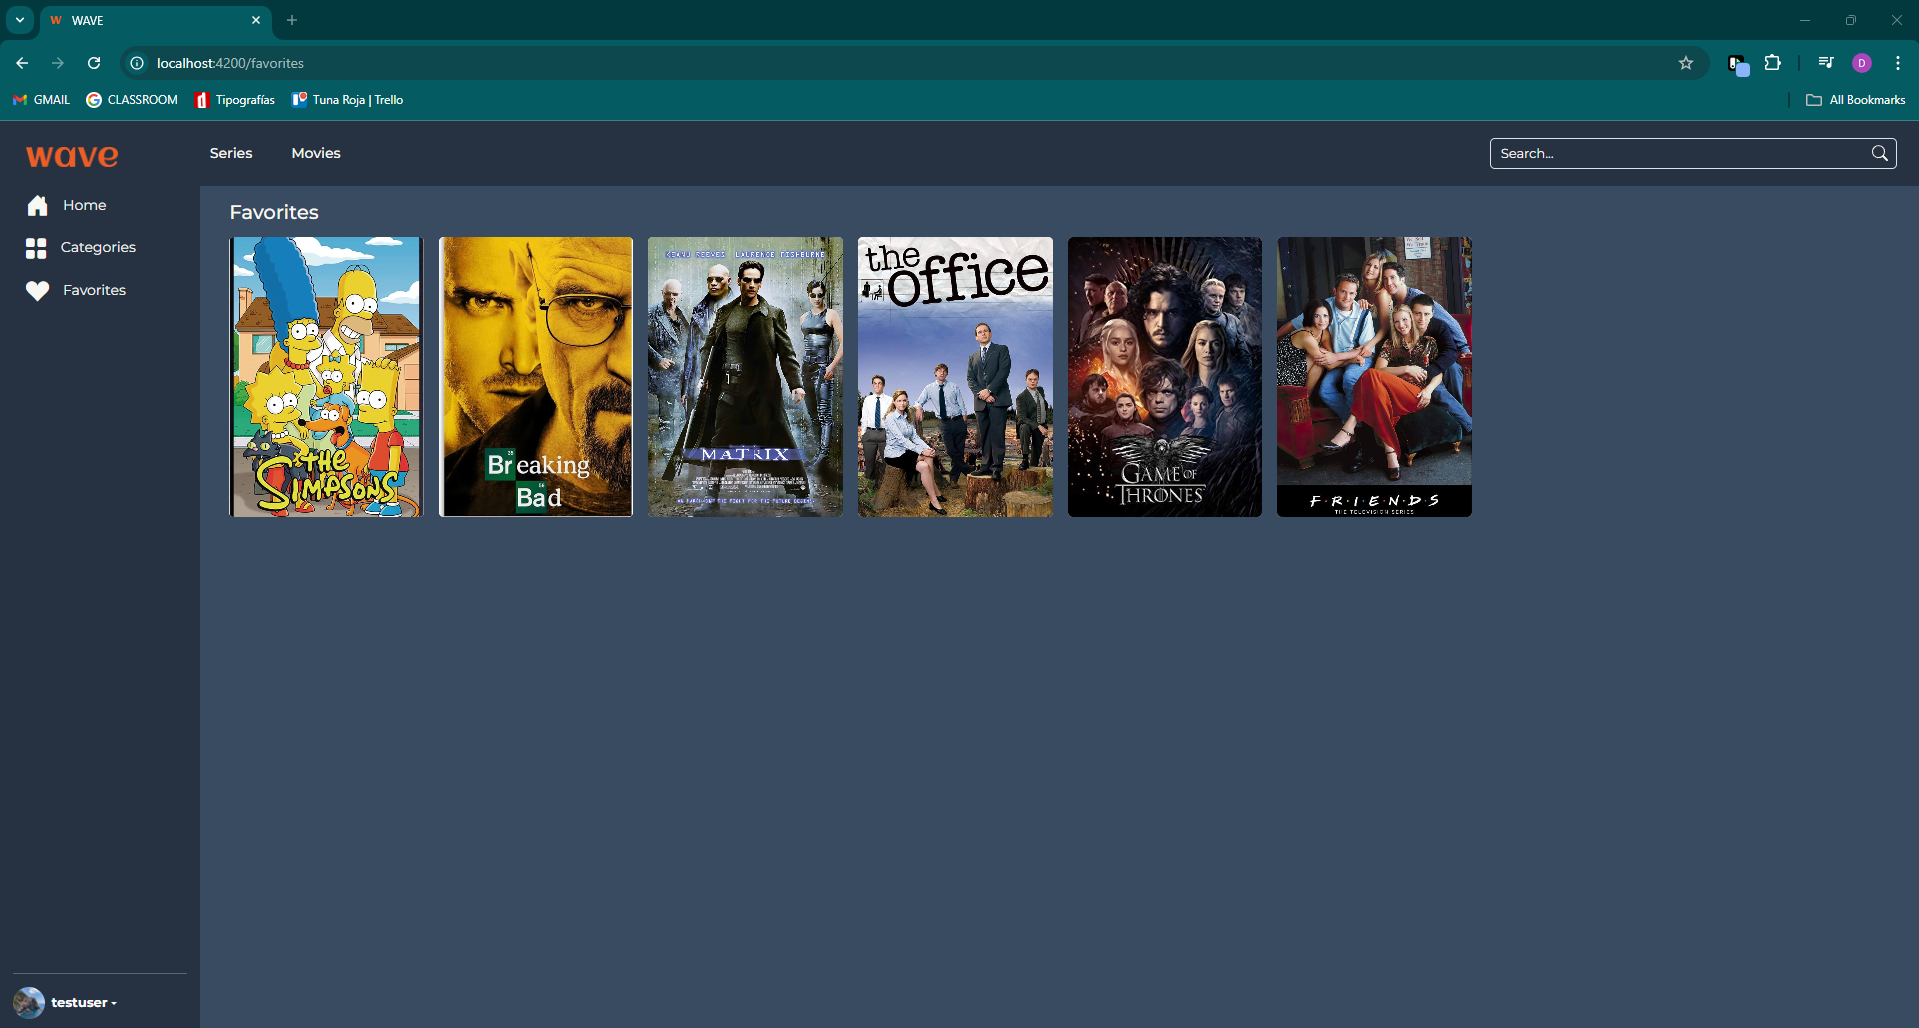 W WAVE
localhost:4200/favorites
D
GMAIL
CLASSROOM
Tipografías
Tuna Roja | Trello
All Bookmarks
wave
Series
Movies
Search...
Home
Categories
Favorites
Favorites
THE
SIMPSONS
Breaking
Bad
KEANU REEVES LAURENCE FISHBURNE
MATRIX
the
office
GAME OF
THRONES
F·R·I·E·N·D·S
THE TELEVISION SERIES
testuser